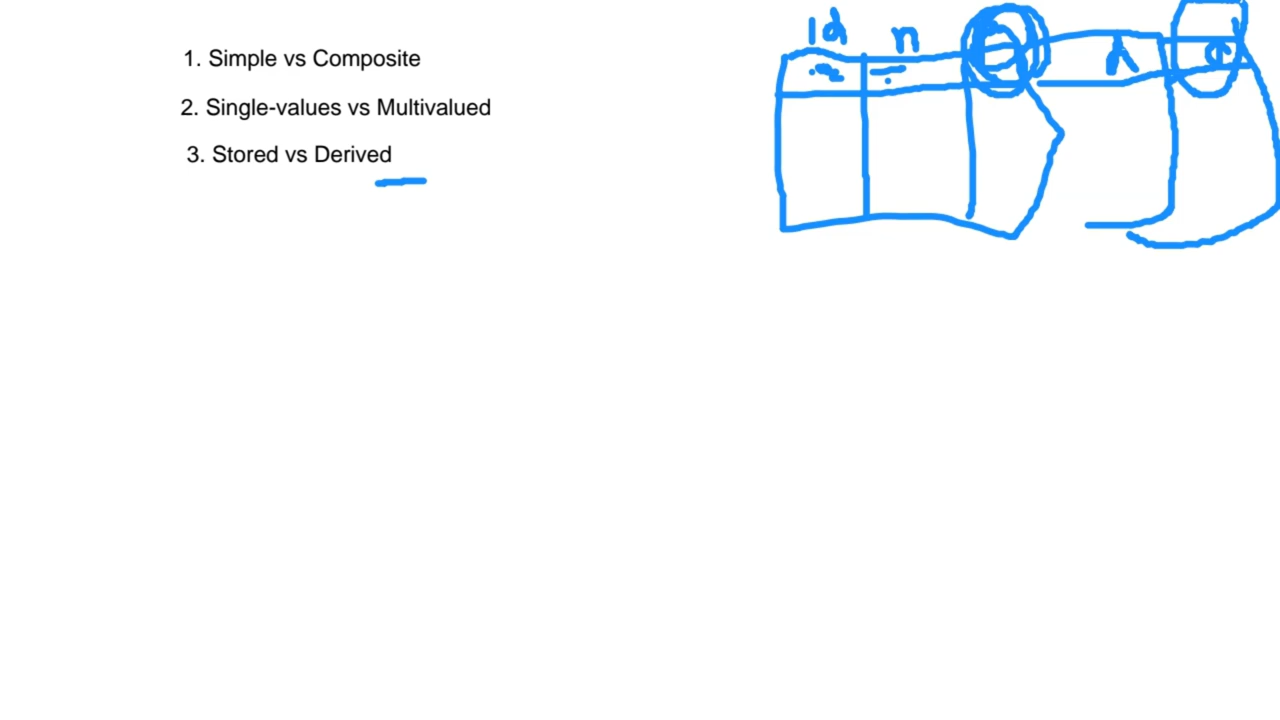 1. Simple vs Composite
2. Single-values vs Multivalued
3. Stored vs Derived
id n